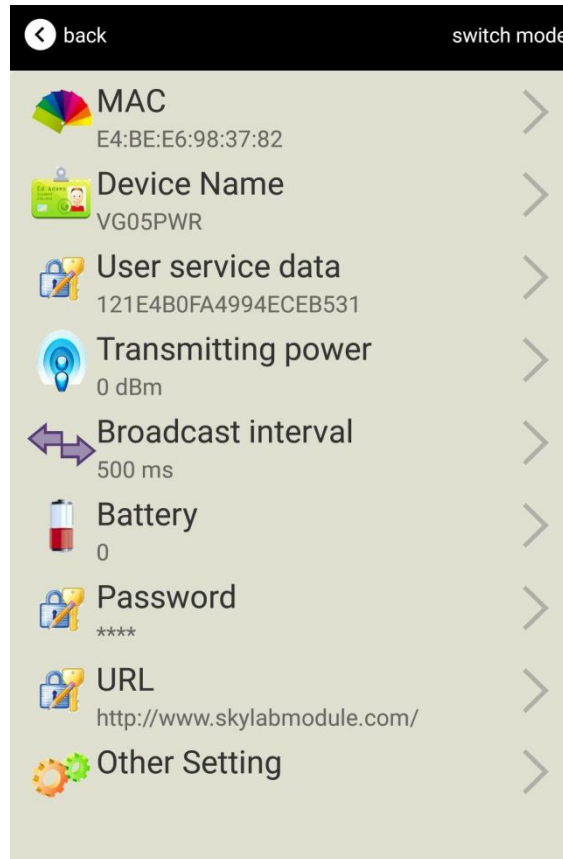 back
switch mode
MAC
E4:BE:E6:98:37:82
Device Name
VG05PWR
User service data
121E4B0FA4994ECEB531
Transmitting power
0 dBm
Broadcast interval
500 ms
Battery
0
Password
****
URL
http://www.skylabmodule.com/
Other Setting